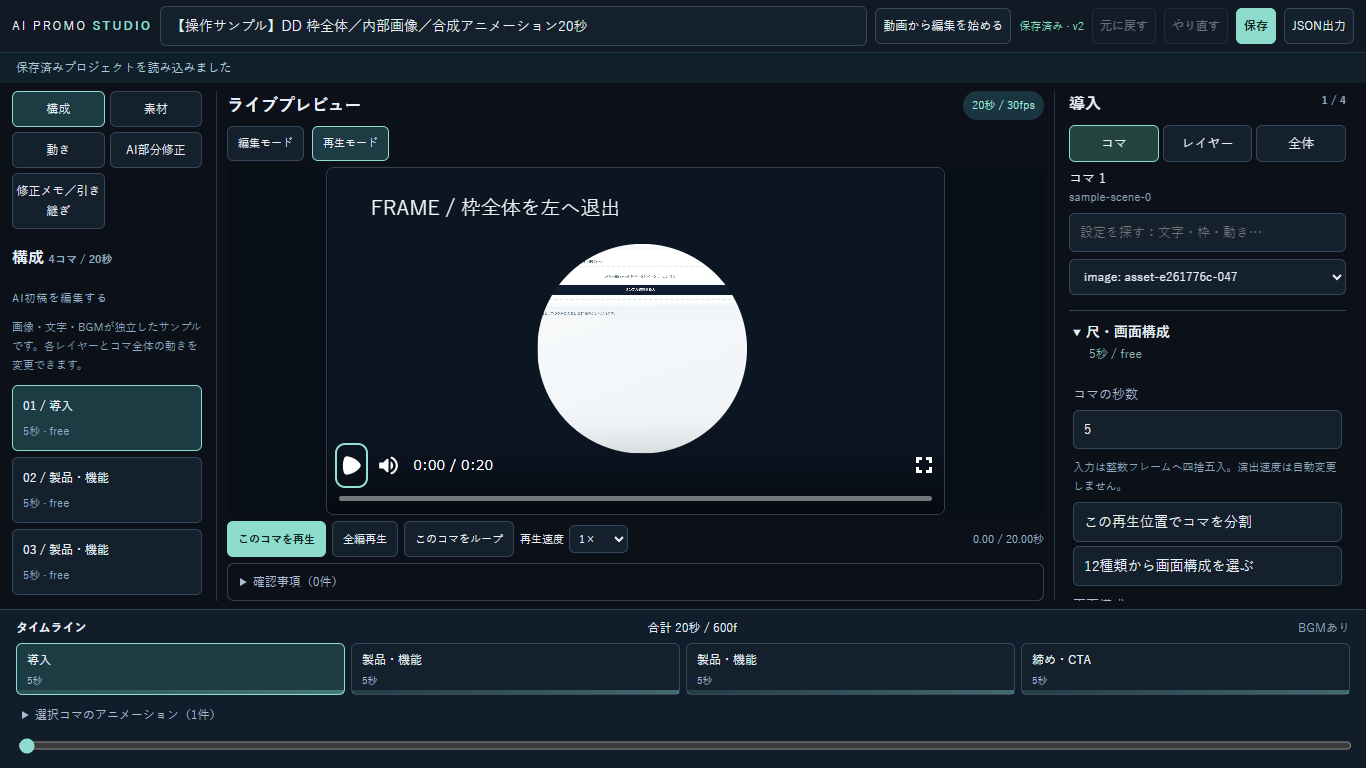 AI PROMO STUDIO
【操作サンプル】DD 枠全体／内部画像／合成アニメーション20秒
動画から編集を始める
保存済み · v2
元に戻す
やり直す
保存
JSON出力
保存済みプロジェクトを読み込みました
構成
素材
動き
AI部分修正
修正メモ／引き
継ぎ
構成 4コマ / 20秒
AI初稿を編集する
画像・文字・BGMが独立したサンプル
です。各レイヤーとコマ全体の動きを
変更できます。
01 / 導入
5秒 · free
02 / 製品・機能
5秒 · free
03 / 製品・機能
5秒 · free
ライブプレビュー
20秒 / 30fps
編集モード
再生モード
FRAME / 枠全体を左へ退出
0:00 / 0:20
このコマを再生
全編再生
このコマをループ
再生速度
1×
0.00 / 20.00秒
▶ 確認事項（0件）
導入
1 / 4
コマ
レイヤー
全体
コマ 1
sample-scene-0
設定を探す：文字・枠・動き…
image: asset-e261776c-047
▼ 尺・画面構成
5秒 / free
コマの秒数
5
入力は整数フレームへ四捨五入。演出速度は自動変更
しません。
この再生位置でコマを分割
12種類から画面構成を選ぶ
タイムライン
合計 20秒 / 600f
BGMあり
導入
5秒
製品・機能
5秒
製品・機能
5秒
締め・CTA
5秒
▶ 選択コマのアニメーション（1件）